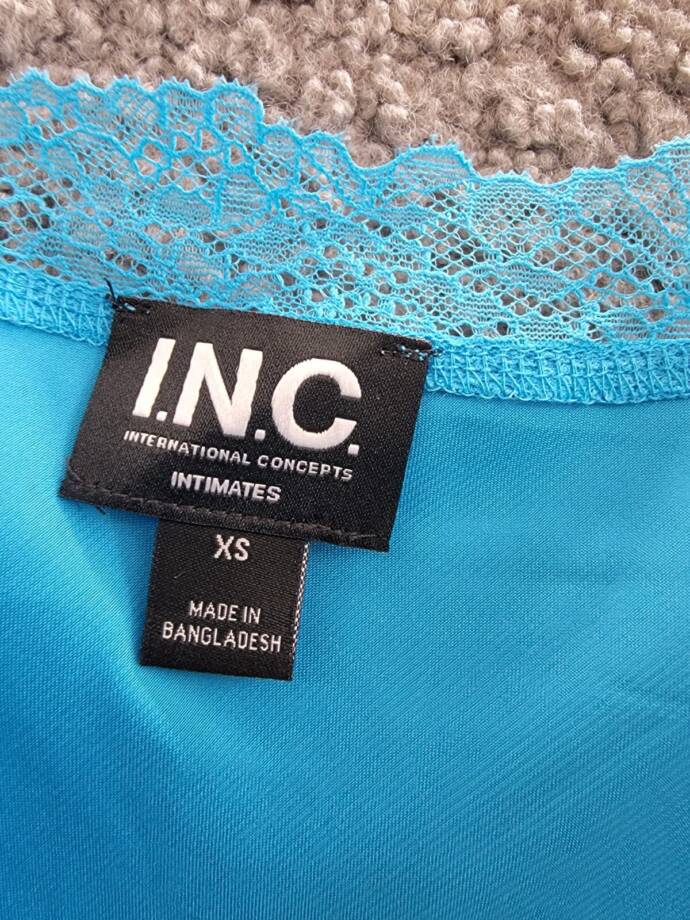 I.N.C.
INTERNATIONAL CONCEPTS
INTIMATES
XS
MADE IN
BANGLADESH